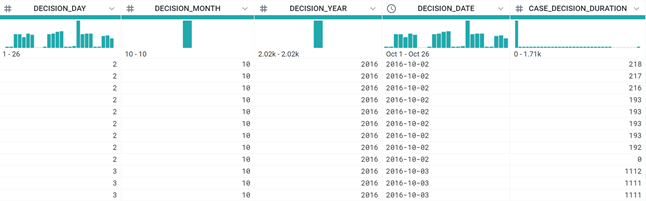 # DECISION_DAY # DECISION_MONTH # DECISION_YEAR DECISION_DATE # CASE_DECISION_DURATION
1 - 26 10 - 10 2.02k - 2.02k Oct 1 - Oct 26 0 - 1.71k
2 10 2016 2016-10-02 218
2 10 2016 2016-10-02 217
2 10 2016 2016-10-02 216
2 10 2016 2016-10-02 193
2 10 2016 2016-10-02 193
2 10 2016 2016-10-02 193
2 10 2016 2016-10-02 193
2 10 2016 2016-10-02 192
2 10 2016 2016-10-02 0
3 10 2016 2016-10-03 1112
3 10 2016 2016-10-03 1111
3 10 2016 2016-10-03 1111